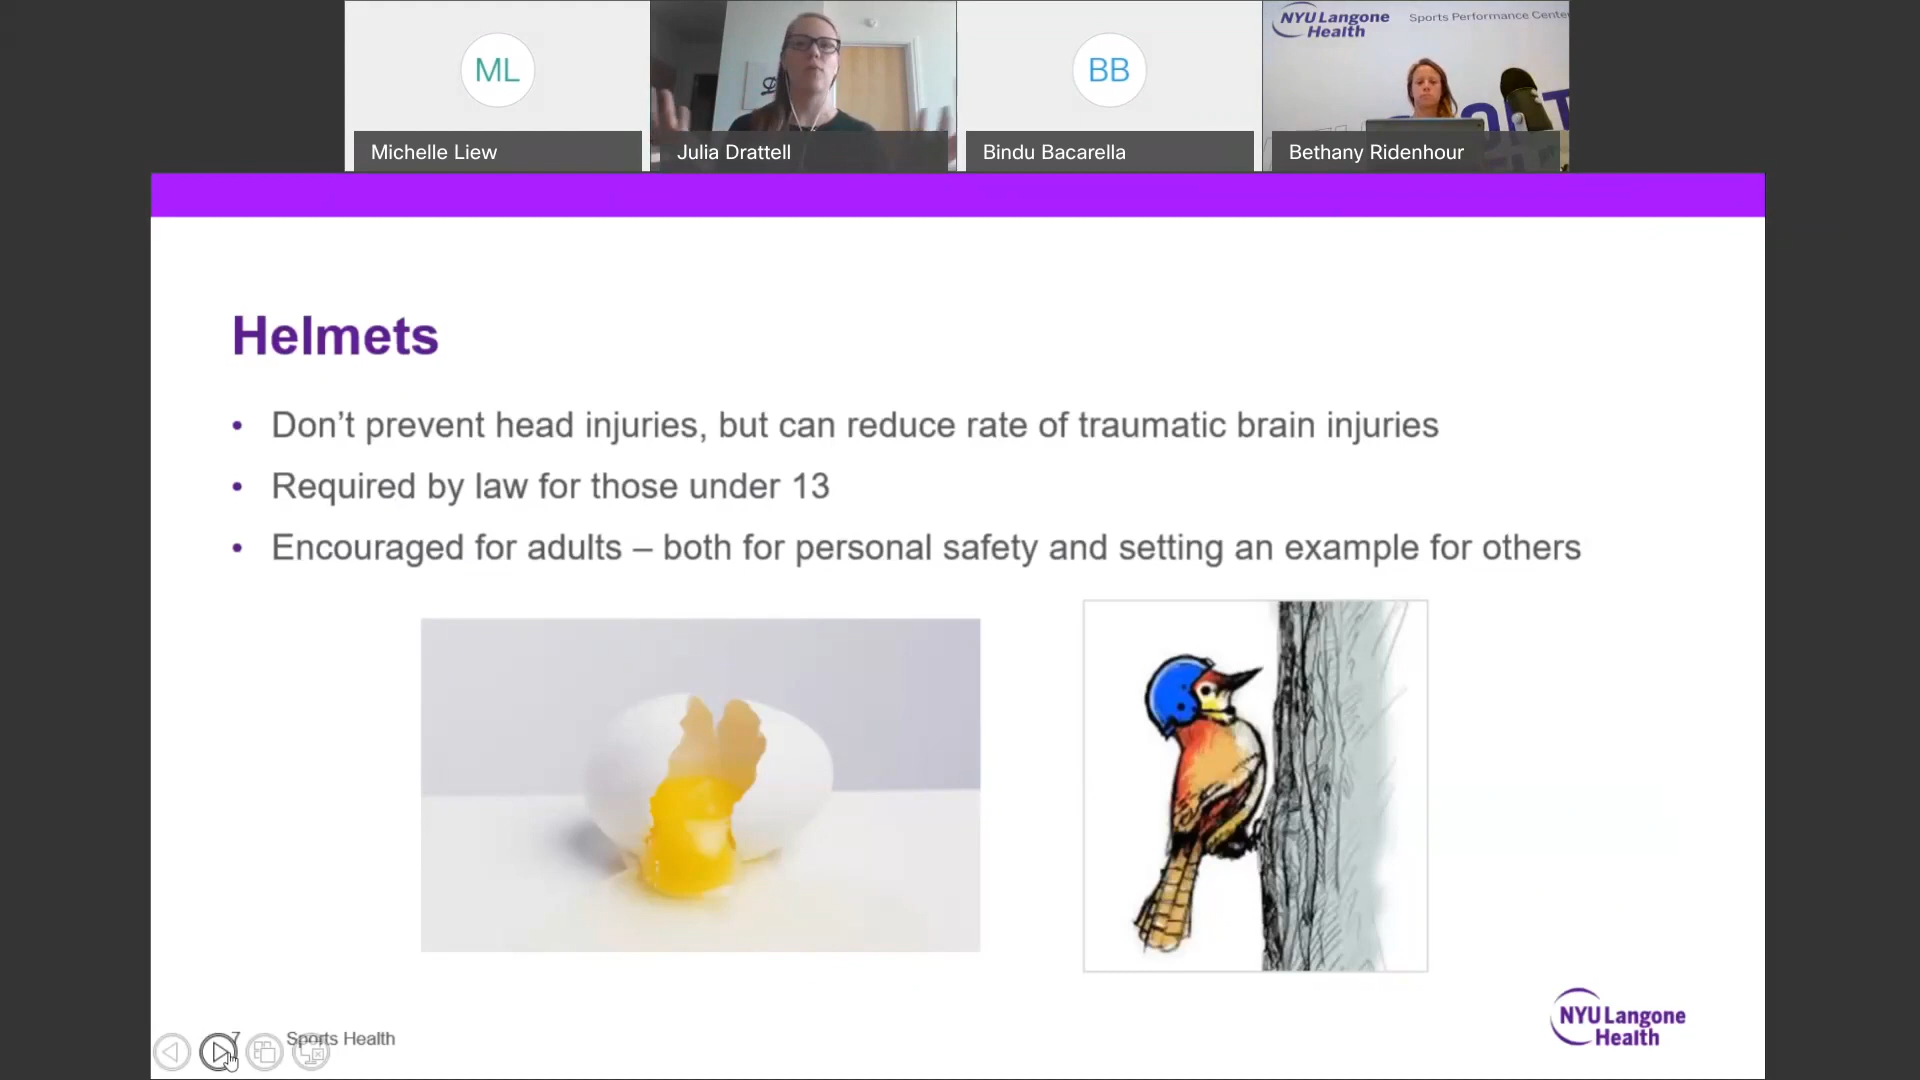 ML
BB
NYU Langone
Health
Sports Performance Center
Michelle Liew
Julia Drattell
Bindu Bacarella
Bethany Ridenhour
Helmets
• Don’t prevent head injuries, but can reduce rate of traumatic brain injuries
• Required by law for those under 13
• Encouraged for adults – both for personal safety and setting an example for others
7 Sports Health
NYU Langone
Health